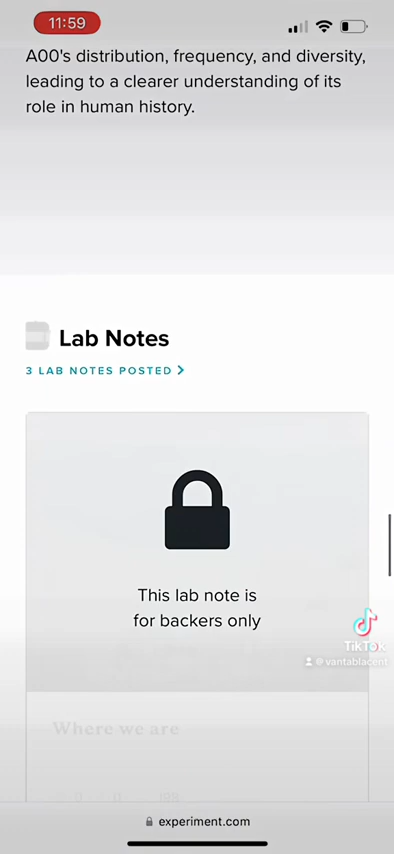 11:59
A00's distribution, frequency, and diversity,
leading to a clearer understanding of its
role in human history.
Lab Notes
3 LAB NOTES POSTED
This lab note is
for backers only
TikTok
@vantablacent
Where we are
experiment.com